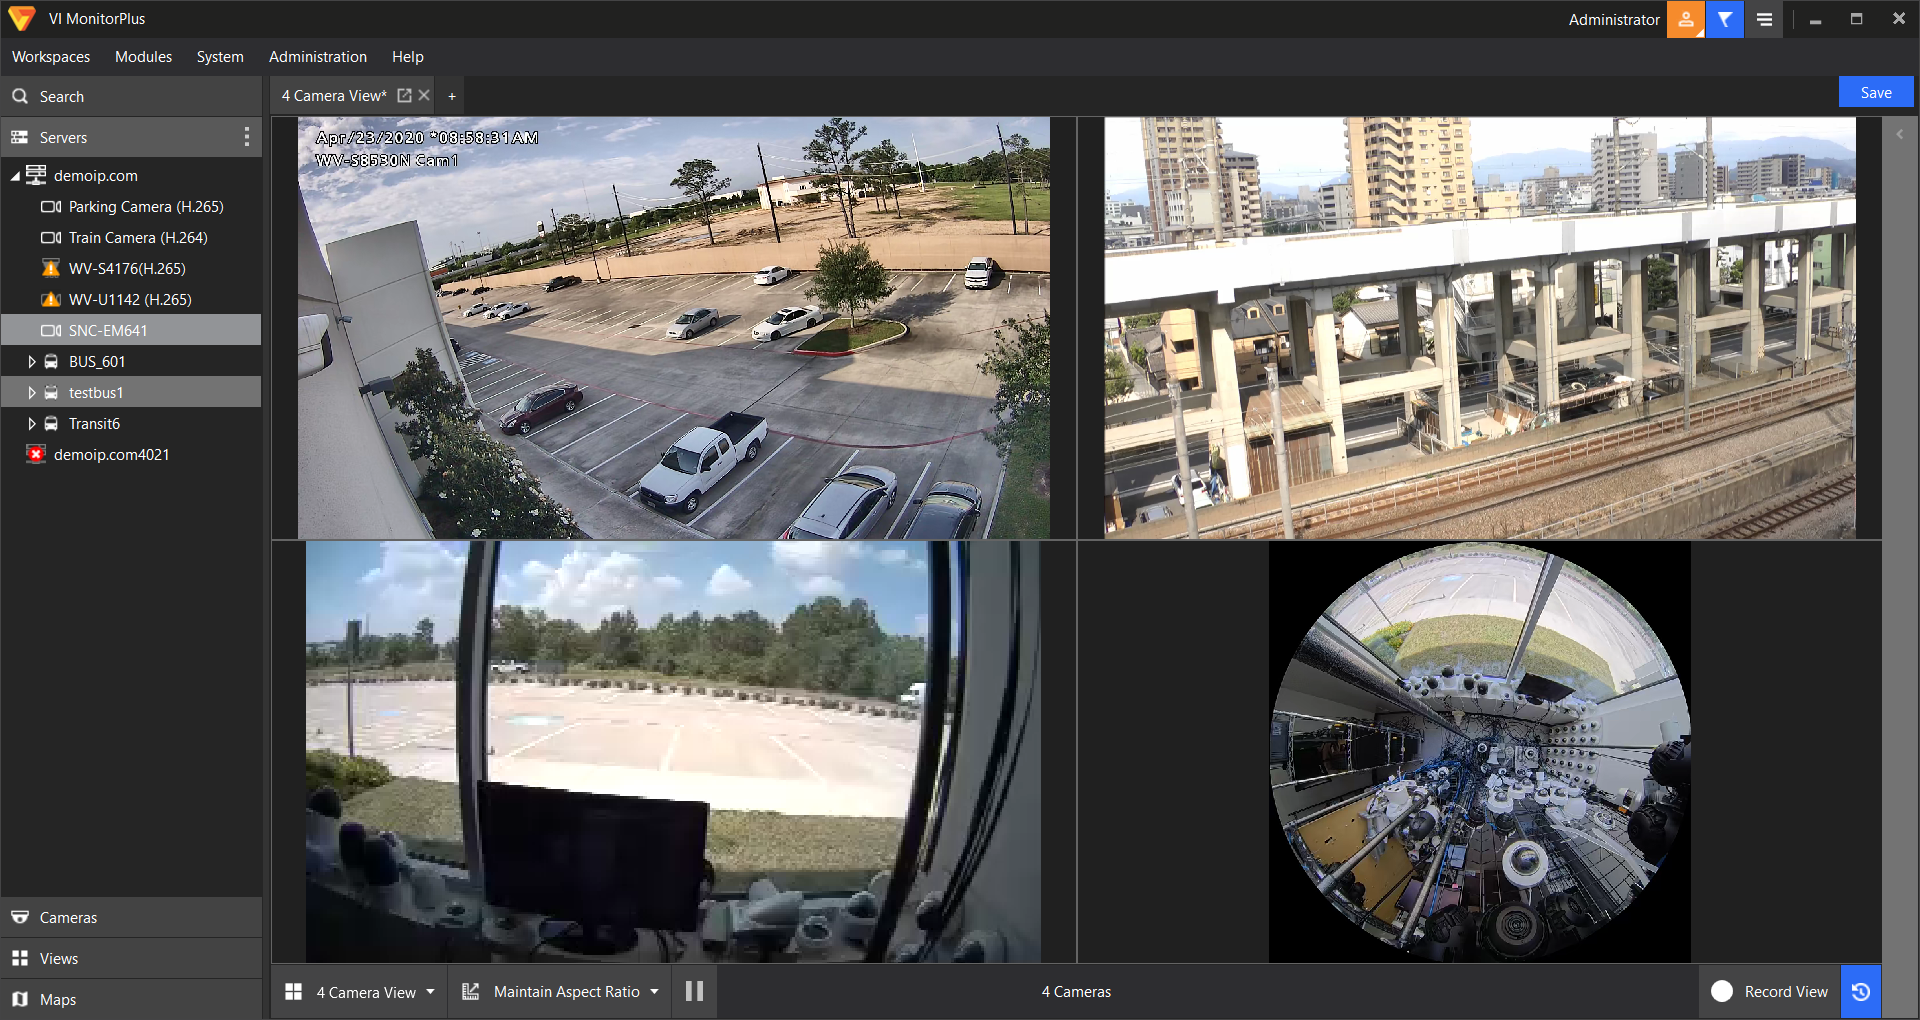 VI MonitorPlus
Administrator
Workspaces Modules System Administration Help
Search
4 Camera View*
+
Save
Servers
demoip.com
Parking Camera (H.265)
Train Camera (H.264)
WV-S4176(H.265)
WV-U1142 (H.265)
SNC-EM641
BUS_601
testbus1
Transit6
demoip.com4021
Apr/23/2020 *08:58:31AM
WV-S8530N Cam1
Cameras
Views
Maps
4 Camera View
Maintain Aspect Ratio
4 Cameras
Record View